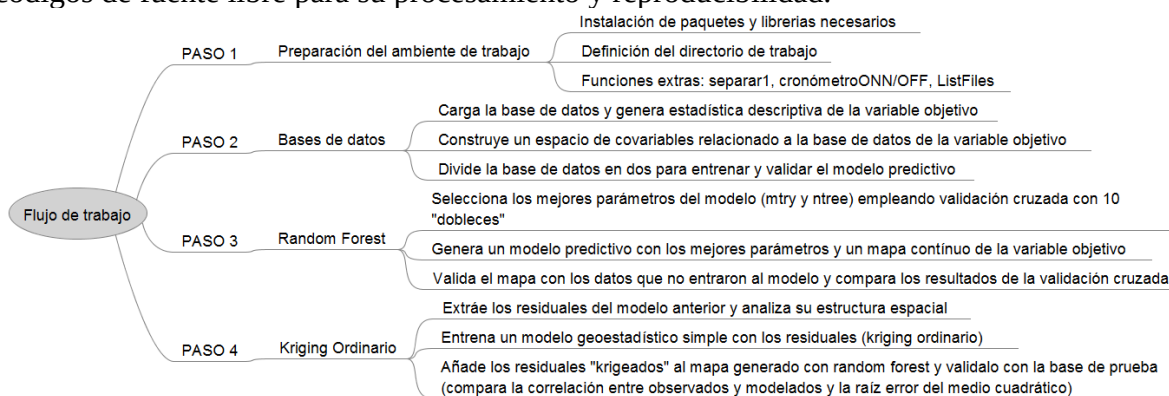 códigos de fuente libre para su procesamiento y reproducibilidad.
Flujo de trabajo
PASO 1
Preparación del ambiente de trabajo
Instalación de paquetes y librerias necesarios
Definición del directorio de trabajo
Funciones extras: separar1, cronómetroONN/OFF, ListFiles
PASO 2
Bases de datos
Carga la base de datos y genera estadística descriptiva de la variable objetivo
Construye un espacio de covariables relacionado a la base de datos de la variable objetivo
Divide la base de datos en dos para entrenar y validar el modelo predictivo
PASO 3
Random Forest
Selecciona los mejores parámetros del modelo (mtry y ntree) empleando validación cruzada con 10
"dobleces"
Genera un modelo predictivo con los mejores parámetros y un mapa contínuo de la variable objetivo
Valida el mapa con los datos que no entraron al modelo y compara los resultados de la validación cruzada
PASO 4
Kriging Ordinario
Extráe los residuales del modelo anterior y analiza su estructura espacial
Entrena un modelo geoestadístico simple con los residuales (kriging ordinario)
Añade los residuales "krigeados" al mapa generado con random forest y validalo con la base de prueba
(compara la correlación entre observados y modelados y la raíz error del medio cuadrático)